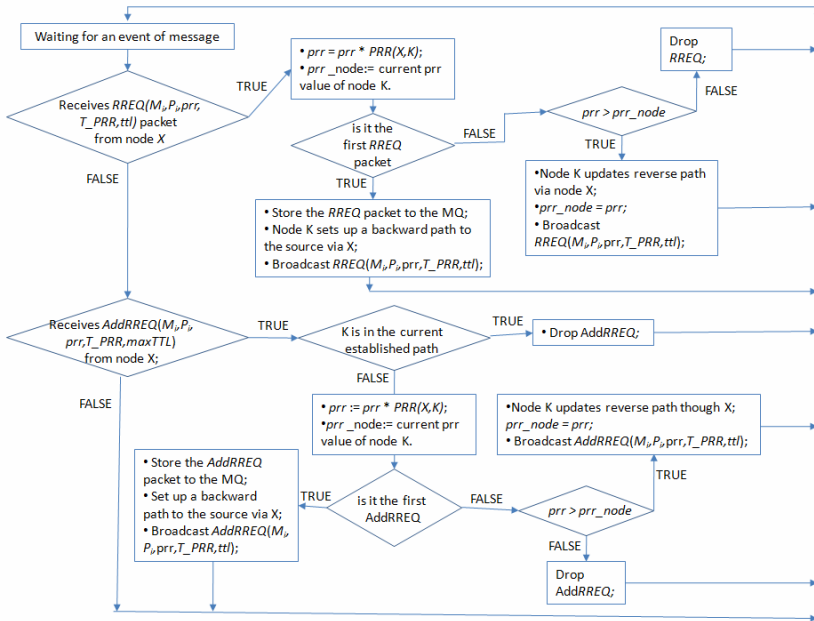 Waiting for an event of message
Receives RREQ(Mi,Pi,prr,
T_PRR,ttl) packet
from node X
TRUE
FALSE
• prr = prr * PRR(X,K);
• prr _node:= current prr
value of node K.
is it the
first RREQ
packet
FALSE
TRUE
prr > prr_node
FALSE
TRUE
Drop
RREQ;
•Node K updates reverse path
via node X;
•prr_node = prr;
• Broadcast
RREQ(Mi,Pi,prr,T_PRR,ttl);
• Store the RREQ packet to the MQ;
• Node K sets up a backward path to
the source via X;
• Broadcast RREQ(Mi,Pi,prr,T_PRR,ttl);
Receives AddRREQ(Mi,Pi,
prr,T_PRR,maxTTL)
from node X;
TRUE
FALSE
K is in the current
established path
TRUE
FALSE
• Drop AddRREQ;
• prr := prr * PRR(X,K);
•prr _node:= current prr
value of node K.
•Node K updates reverse path though X;
prr_node = prr;
• Broadcast AddRREQ(Mi,Pi,prr,T_PRR,ttl);
• Store the AddRREQ
packet to the MQ;
• Set up a backward
path to the source via X;
• Broadcast AddRREQ(Mi,
Pi,prr,T_PRR,ttl);
TRUE
is it the first
AddRREQ
FALSE
prr > prr_node
TRUE
FALSE
Drop
AddRREQ;